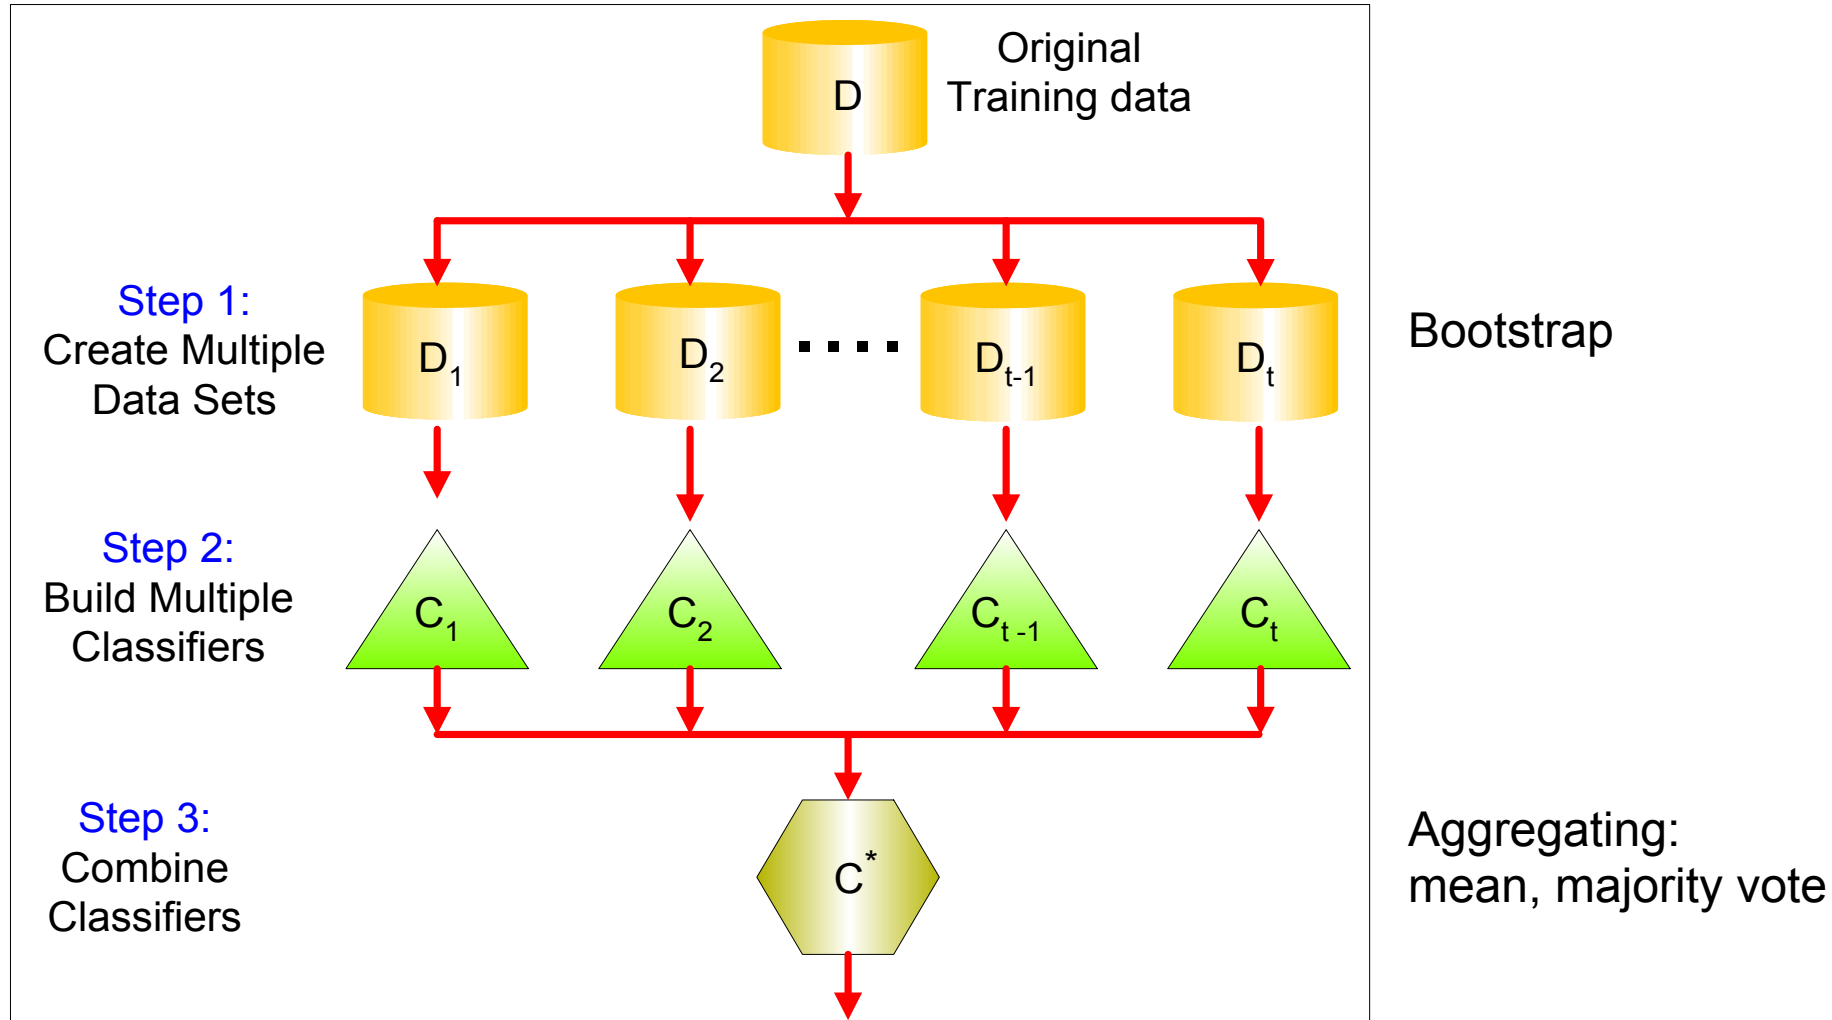 D
Original
Training data
Step 1:
Create Multiple
Data Sets
D1
D2
....
Dt-1
Dt
Bootstrap
Step 2:
Build Multiple
Classifiers
C1
C2
Ct -1
Ct
Step 3:
Combine
Classifiers
C*
Aggregating:
mean, majority vote